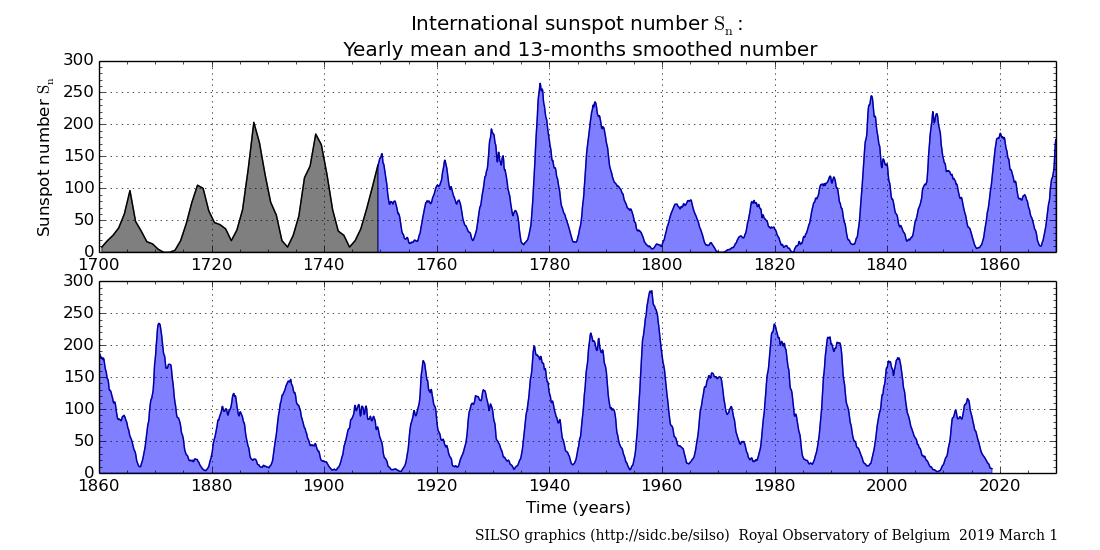 International sunspot number Sn :
Yearly mean and 13-months smoothed number
Sunspot number Sn
300
250
200
150
100
50
0
1700 1720 1740 1760 1780 1800 1820 1840 1860
300
250
200
150
100
50
0
1860 1880 1900 1920 1940 1960 1980 2000 2020
Time (years)
SILSO graphics (http://sidc.be/silso) Royal Observatory of Belgium 2019 March 1